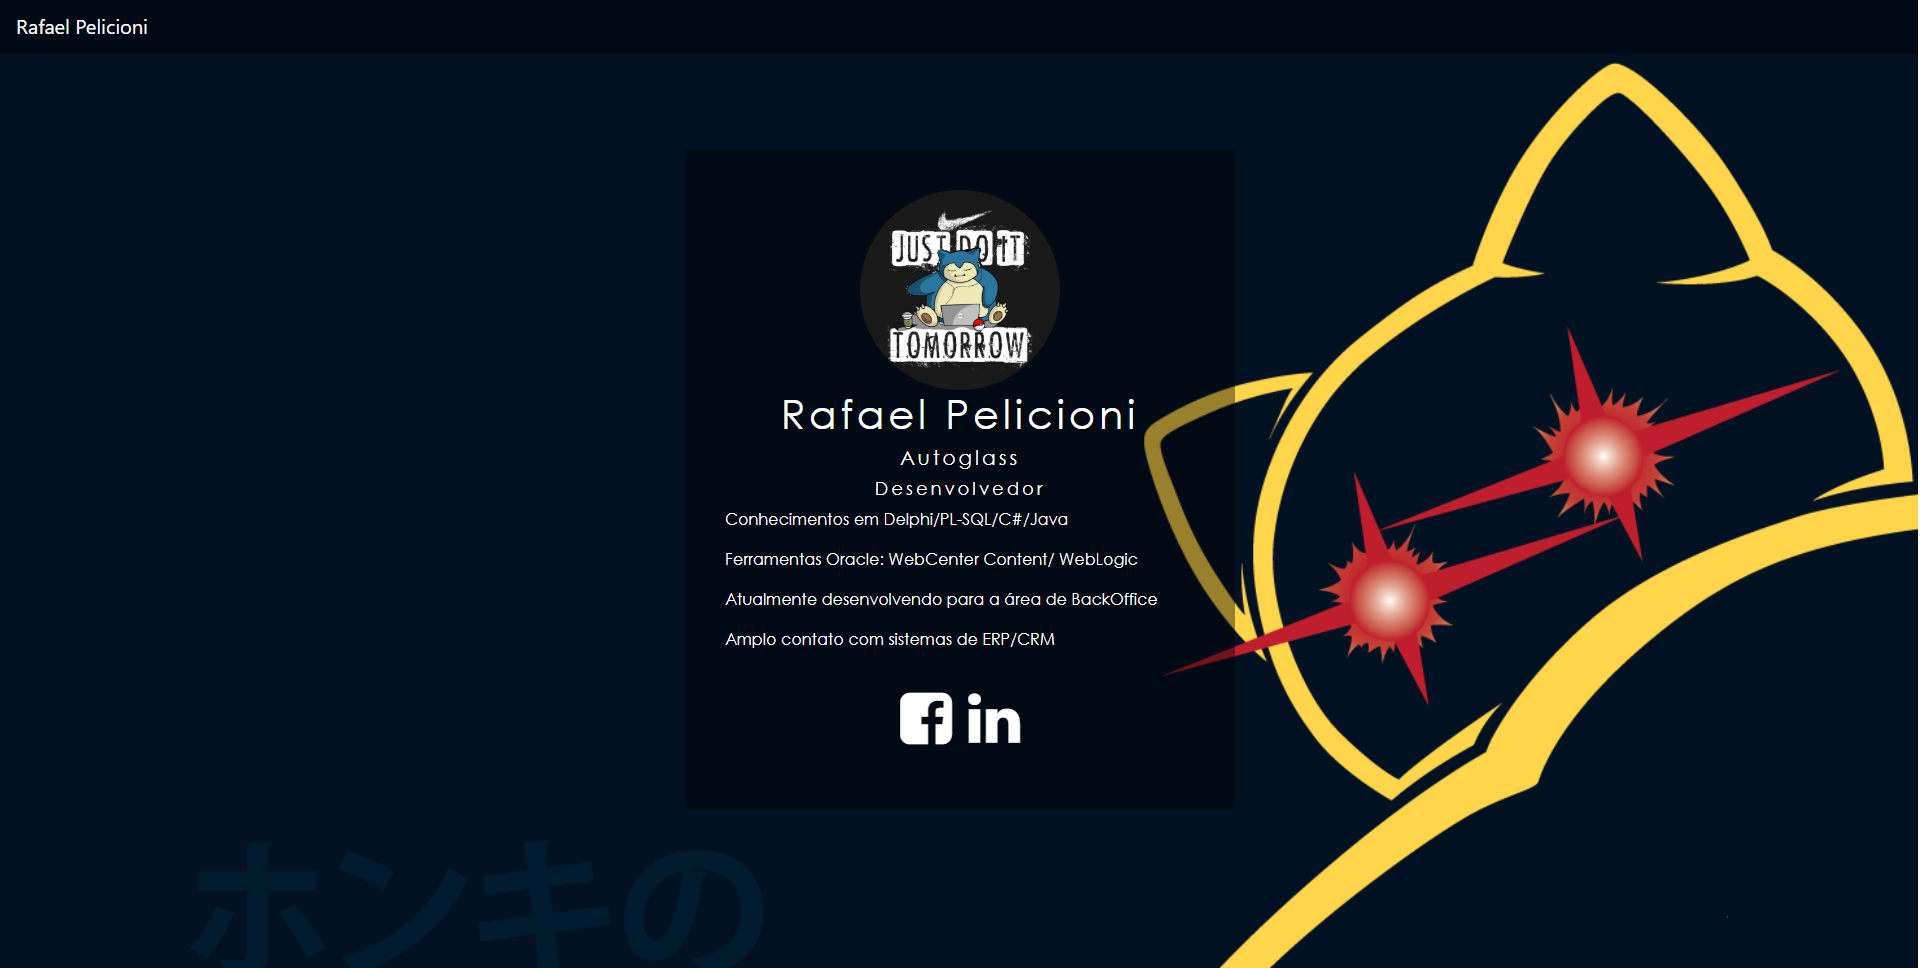 Rafael Pelicioni
JUST DO IT
TOMORROW
Rafael Pelicioni
Autoglass
Desenvolvedor
Conhecimentos em Delphi/PL-SQL/C#/Java
Ferramentas Oracle: WebCenter Content/ WebLogic
Atualmente desenvolvendo para a área de BackOffice
Amplo contato com sistemas de ERP/CRM
in
ホンキの